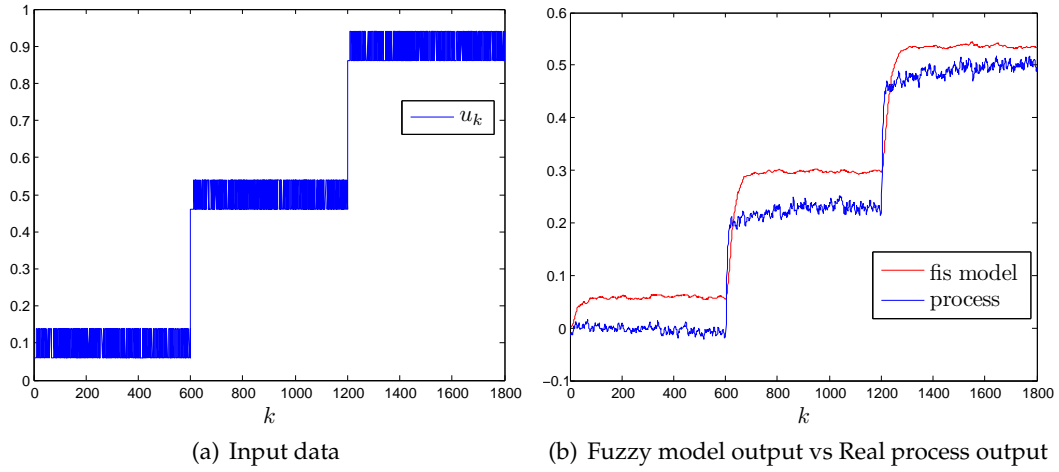 1
0.9
0.8
0.7
0.6
0.5
0.4
0.3
0.2
0.1
0
0 200 400 600 800 1000 1200 1400 1600 1800
k
u_k
(a) Input data
0.6
0.5
0.4
0.3
0.2
0.1
0
−0.1
0 200 400 600 800 1000 1200 1400 1600 1800
k
fis model
process
(b) Fuzzy model output vs Real process output